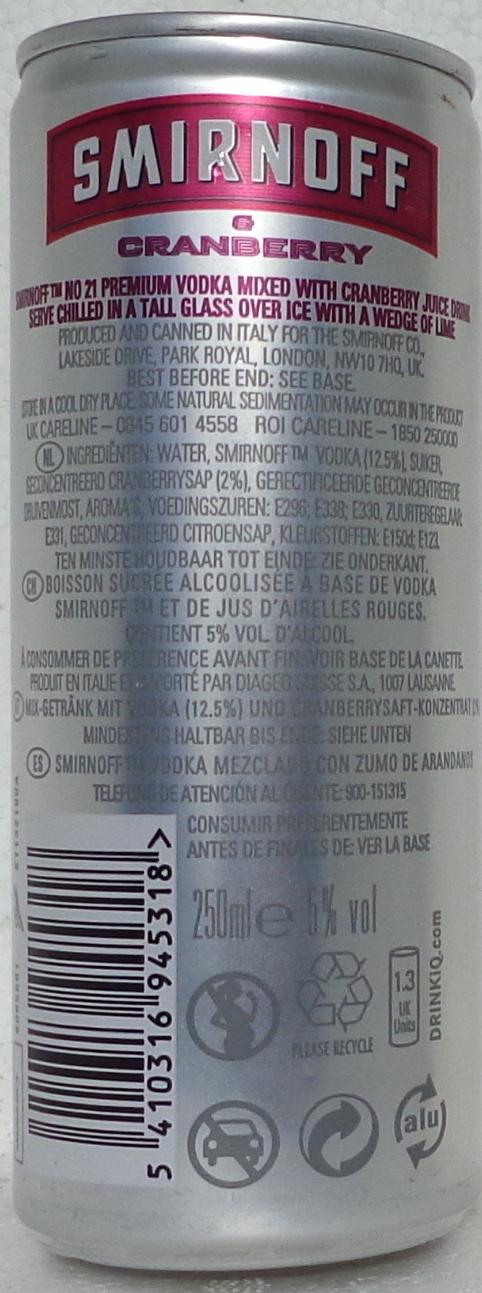 SMIRNOFF
&
CRANBERRY
SMIRNOFF™ NO 21 PREMIUM VODKA MIXED WITH CRANBERRY JUICE DRINK
SERVE CHILLED IN A TALL GLASS OVER ICE WITH A WEDGE OF LIME
PRODUCED AND CANNED IN ITALY FOR THE SMIRNOFF CO.,
LAKESIDE DRIVE, PARK ROYAL, LONDON, NW10 7HQ, UK.
BEST BEFORE END: SEE BASE.
STORE IN A COOL DRY PLACE. SOME NATURAL SEDIMENTATION MAY OCCUR IN THE PRODUCT
UK CARELINE – 0845 601 4558 ROI CARELINE – 1850 250000
NL INGREDIËNTEN: WATER, SMIRNOFF™ VODKA (12.5%), SUIKER,
GECONCENTREERD CRANBERRYSAP (2%), GERECTIFICEERDE GECONCENTREERDE
DRUIVENMOST, AROMA'S, VOEDINGSZUREN: E296; E338; E330, ZUURTEREGELAAR:
E331, GECONCENTREERD CITROENSAP, KLEURSTOFFEN: E150d; E123.
TEN MINSTE HOUDBAAR TOT EINDE: ZIE ONDERKANT.
CH BOISSON SUCRÉE ALCOOLISÉE À BASE DE VODKA
SMIRNOFF™ ET DE JUS D'AIRELLES ROUGES.
CONTIENT 5% VOL. D'ALCOOL.
À CONSOMMER DE PRÉFÉRENCE AVANT FIN: VOIR BASE DE LA CANETTE.
PRODUIT EN ITALIE ET IMPORTÉ PAR DIAGEO SUISSE S.A., 1007 LAUSANNE
MIX-GETRÄNK MIT VODKA (12.5%) UND CRANBERRYSAFT-KONZENTRAT
MINDESTENS HALTBAR BIS ENDE: SIEHE UNTEN
ES SMIRNOFF™ VODKA MEZCLADO CON ZUMO DE ARANDANOS
TELEFONO DE ATENCIÓN AL CLIENTE: 900-151315
CONSUMIR PREFERENTEMENTE
ANTES DE FINALES DE: VER LA BASE
250ml e 5% vol
PLEASE RECYCLE
1.3
UK
Units
DRINKiQ.com
alu
5 410316 945318 >